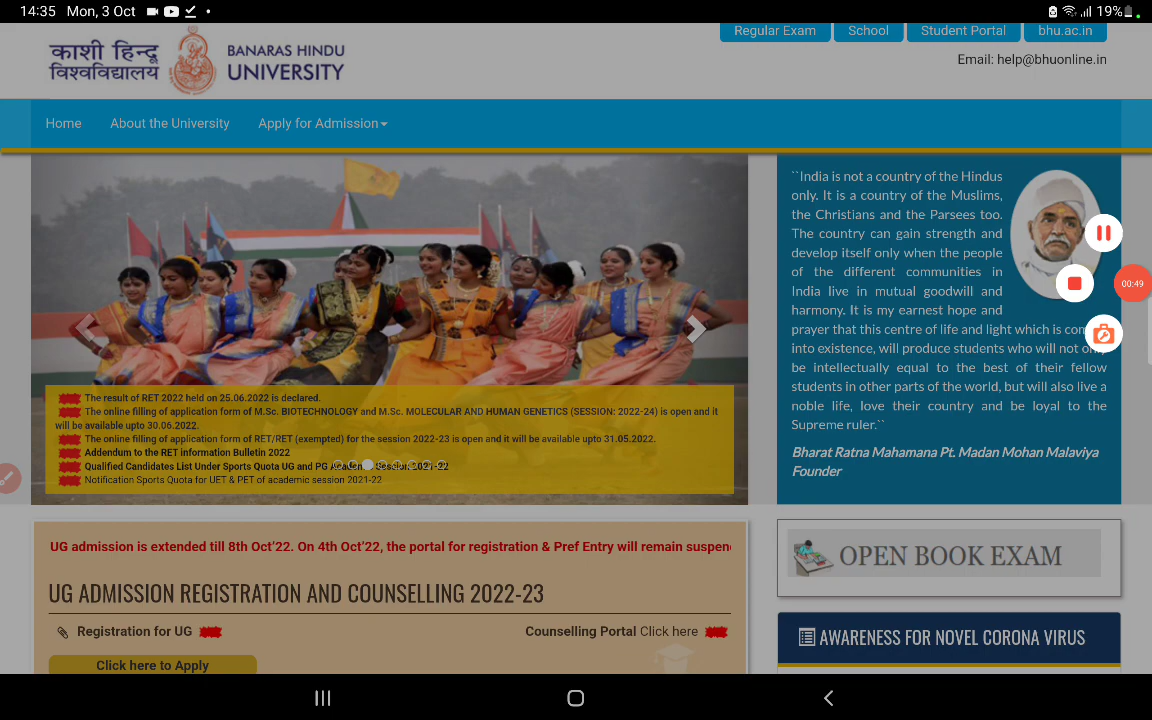 14:35 Mon, 3 Oct
19%
काशी हिन्दू
विश्वविद्यालय
BANARAS HINDU
UNIVERSITY
Regular Exam School Student Portal bhu.ac.in
Email: help@bhuonline.in
Home About the University Apply for Admission
The result of RET 2022 held on 25.06.2022 is declared.
The online filling of application form of M.Sc. BIOTECHNOLOGY and M.Sc. MOLECULAR AND HUMAN GENETICS (SESSION: 2022-24) is open and it
will be available upto 30.06.2022.
The online filling of application form of RET/RET (exempted) for the session 2022-23 is open and it will be available upto 31.05.2022.
Addendum to the RET information Bulletin 2022
Qualified Candidates List Under Sports Quota UG and PG
Notification Sports Quota for UET & PET of academic session 2021-22
``India is not a country of the Hindus
only. It is a country of the Muslims,
the Christians and the Parsees too.
The country can gain strength and
develop itself only when the people
of the different communities in
India live in mutual goodwill and
harmony. It is my earnest hope and
prayer that this centre of life and light which is
into existence, will produce students who will not
be intellectually equal to the best of their fellow
students in other parts of the world, but will also live a
noble life, love their country and be loyal to the
Supreme ruler.``
Bharat Ratna Mahamana Pt. Madan Mohan Malaviya
Founder
00:49
UG admission is extended till 8th Oct'22. On 4th Oct'22, the portal for registration & Pref Entry will remain suspen
UG ADMISSION REGISTRATION AND COUNSELLING 2022-23
Registration for UG
Counselling Portal Click here
Click here to Apply
OPEN BOOK EXAM
AWARENESS FOR NOVEL CORONA VIRUS